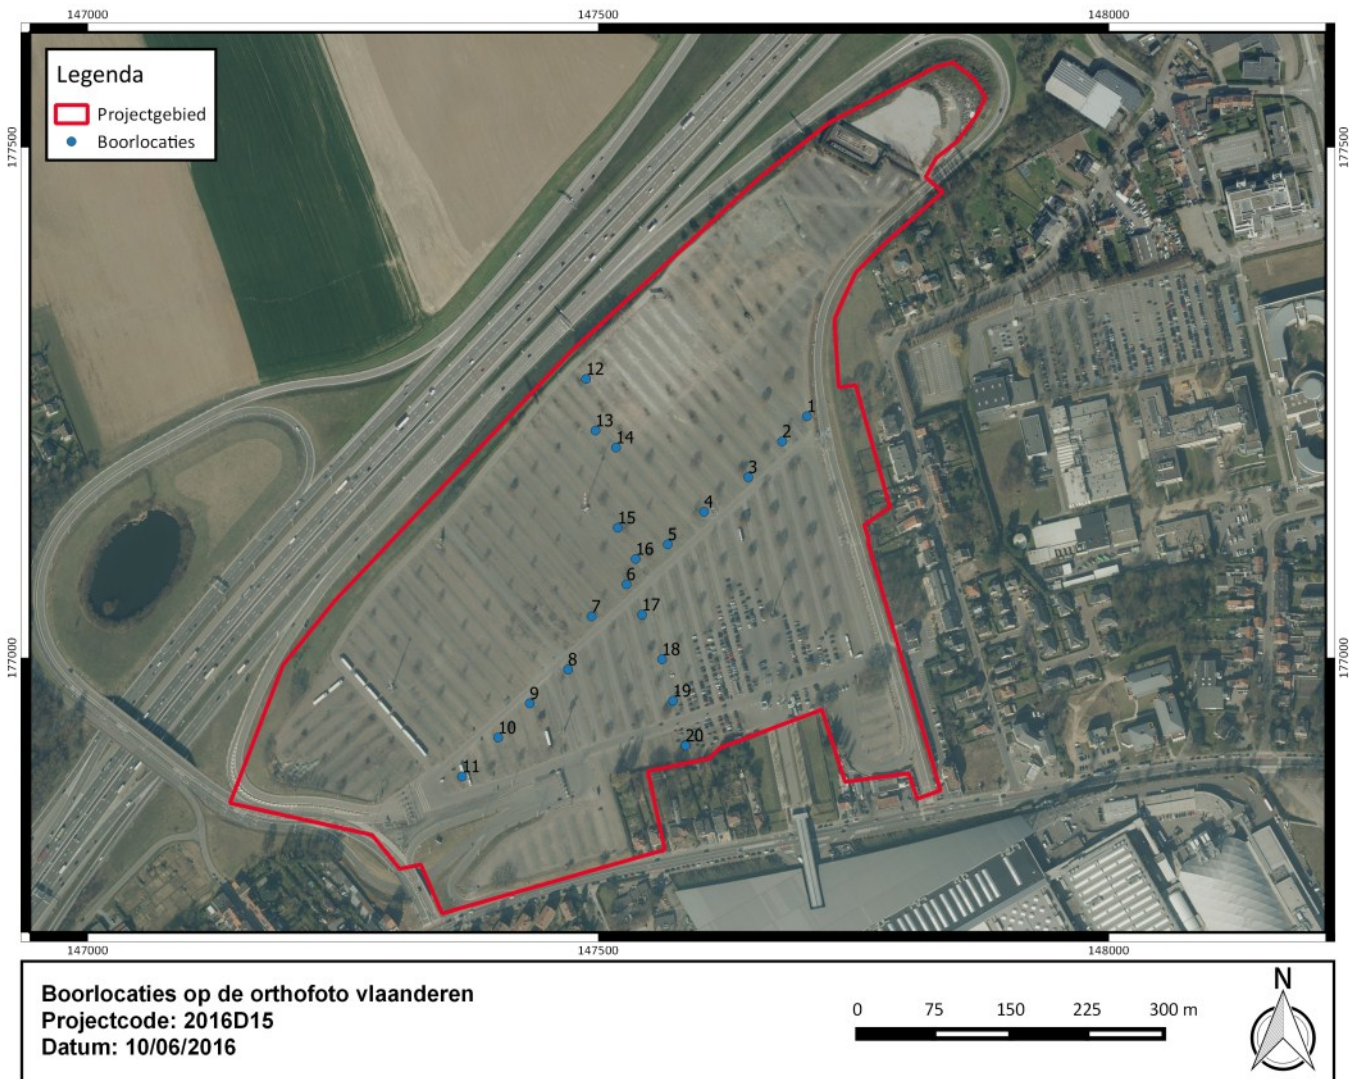 147000 147500 148000
Legenda
Projectgebied
Boorlocaties
177500 177500
12
13
14
1
2
3
4
15
5
16
6
7
17
18
8
19
9
10
20
11
177000 177000
147000 147500 148000
Boorlocaties op de orthofoto vlaanderen
Projectcode: 2016D15
Datum: 10/06/2016
0 75 150 225 300 m
N